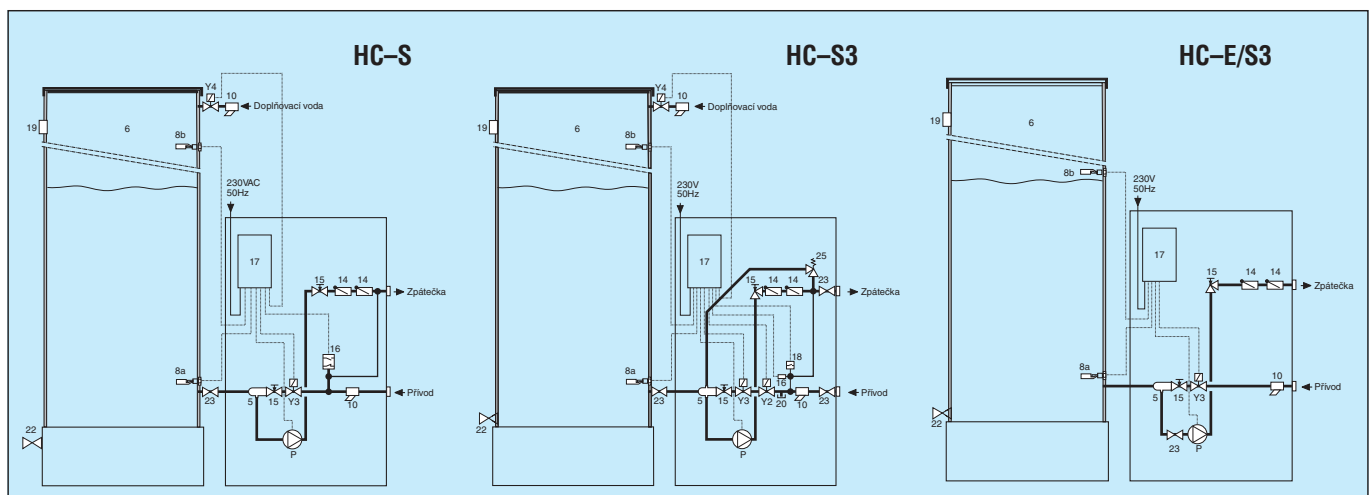 HC–S
Y4
10
Doplňovací voda
19
6
8b
230VAC
50Hz
17
15
14
14
Zpátečka
16
8a
23
5
15
Y3
10
Přívod
22
P
HC–S3
Y4
10
Doplňovací voda
19
6
8b
230V
50Hz
17
25
15
14
14
23
Zpátečka
18
16
8a
23
5
15
Y3
Y2
20
10
23
Přívod
22
P
HC–E/S3
19
6
8b
230V
50Hz
17
15
14
14
Zpátečka
8a
5
15
Y3
10
Přívod
22
23
P